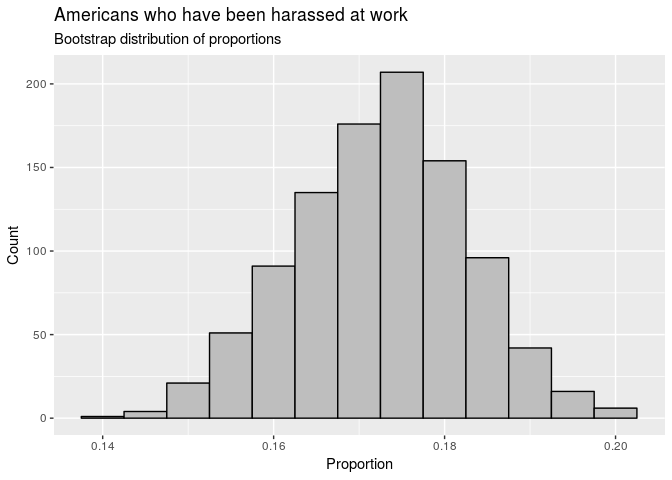 Americans who have been harassed at work
Bootstrap distribution of proportions
200
150
100
50
0
Count
0.14 0.16 0.18 0.20
Proportion